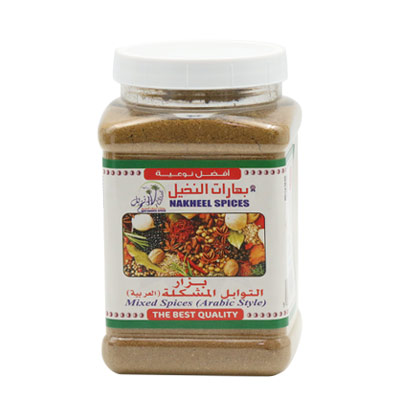 أفضل نوعية
بهارات النخيل
NAKHEEL SPICES
بزار
التوابل المشكلة (العربية)
Mixed Spices (Arabic Style)
THE BEST QUALITY